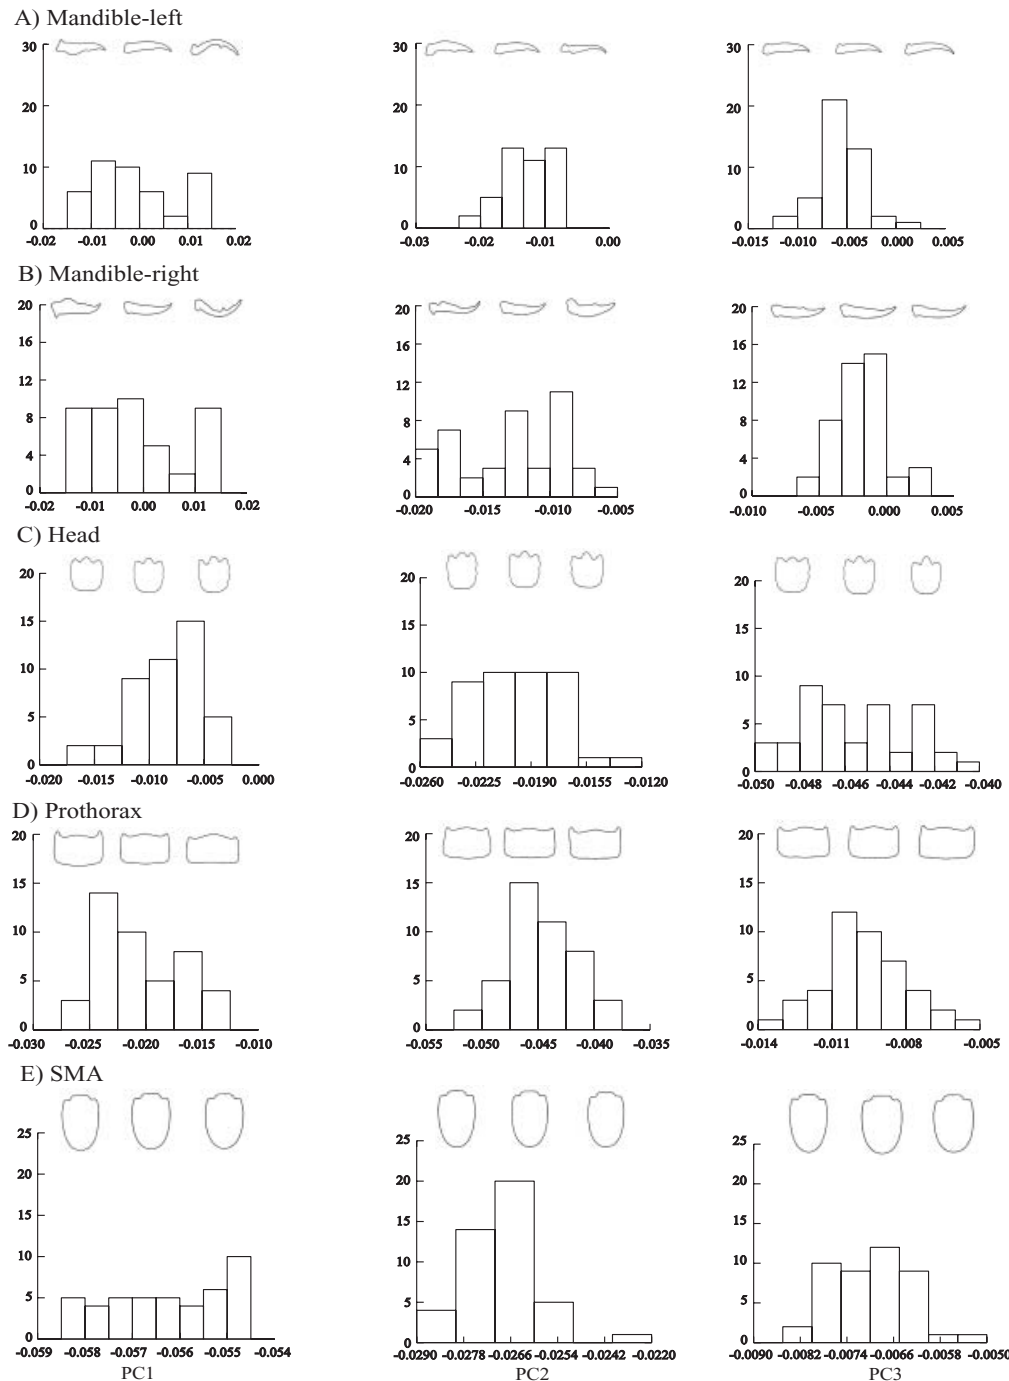 A) Mandible-left
30 30 30
20 20 20
10 10 10
0 0 0
-0.02 -0.01 0.00 0.01 0.02 -0.03 -0.02 -0.01 0.00 -0.015 -0.010 -0.005 0.000 0.005
B) Mandible-right
20 20 20
16 16 16
12 12 12
8 8 8
4 4 4
0 0 0
-0.02 -0.01 0.00 0.01 0.02 -0.020 -0.015 -0.010 -0.005 -0.010 -0.005 0.000 0.005
C) Head
20 20 20
15 15 15
10 10 10
5 5 5
0 0 0
-0.020 -0.015 -0.010 -0.005 0.000 -0.0260 -0.0225 -0.0190 -0.0155 -0.0120 -0.050 -0.048 -0.046 -0.044 -0.042 -0.040
D) Prothorax
20 20 20
15 15 15
10 10 10
5 5 5
0 0 0
-0.030 -0.025 -0.020 -0.015 -0.010 -0.055 -0.050 -0.045 -0.040 -0.035 -0.014 -0.011 -0.008 -0.005
E) SMA
25 25 25
20 20 20
15 15 15
10 10 10
5 5 5
0 0 0
-0.059 -0.058 -0.057 -0.056 -0.055 -0.054 -0.0290 -0.0278 -0.0266 -0.0254 -0.0242 -0.0220 -0.0090 -0.0082 -0.0074 -0.0066 -0.0058 -0.0050
PC1 PC2 PC3